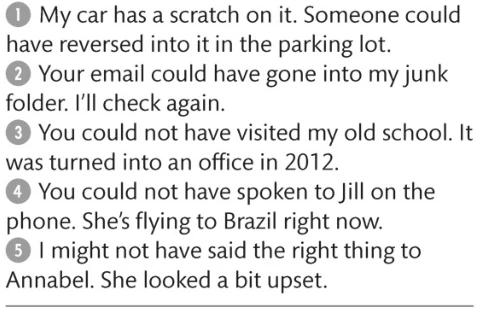 1 My car has a scratch on it. Someone could
have reversed into it in the parking lot.
2 Your email could have gone into my junk
folder. I'll check again.
3 You could not have visited my old school. It
was turned into an office in 2012.
4 You could not have spoken to Jill on the
phone. She's flying to Brazil right now.
5 I might not have said the right thing to
Annabel. She looked a bit upset.